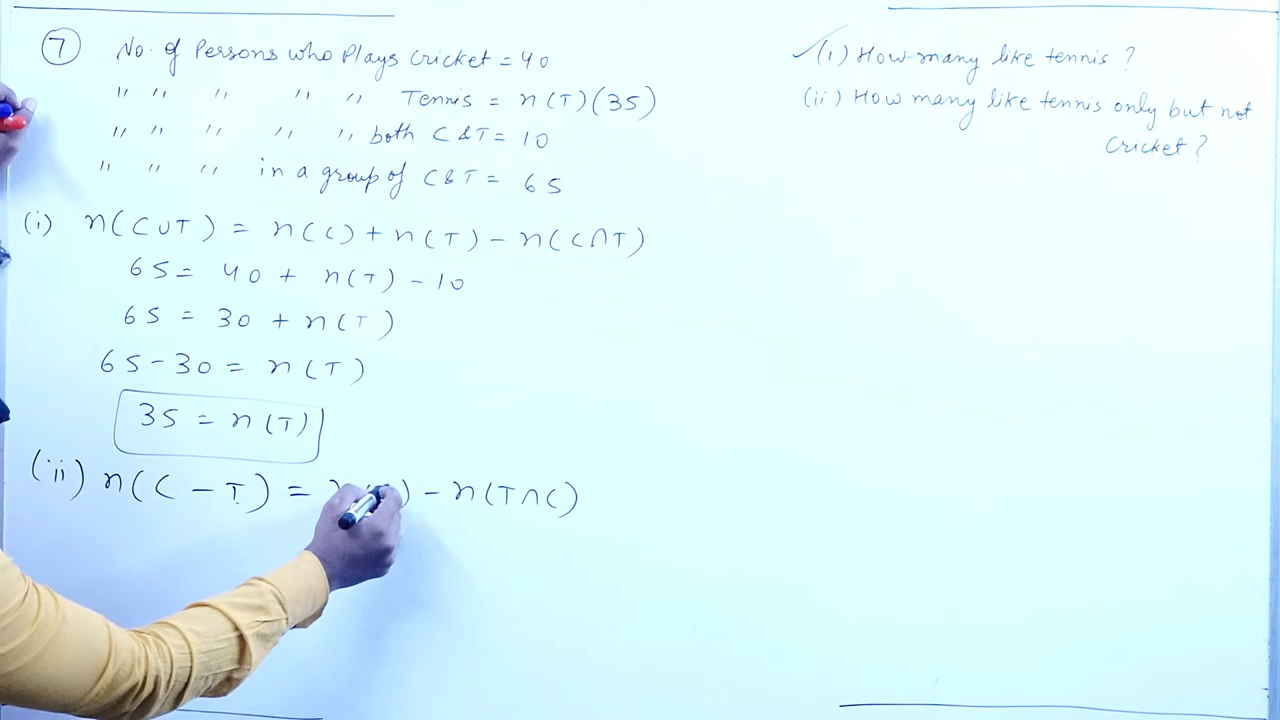 (7) No. of Persons who Plays Cricket = 40
" " " " " Tennis = n(T)(35)
" " " " " both C & T = 10
" " " in a group of C & T = 65
(i) n(C∪T) = n(C) + n(T) - n(C∩T)
65 = 40 + n(T) - 10
65 = 30 + n(T)
65 - 30 = n(T)
35 = n(T)
(ii) n(C - T) = ) - n(T∩C)
(i) How many like tennis ?
(ii) How many like tennis only but not
Cricket ?